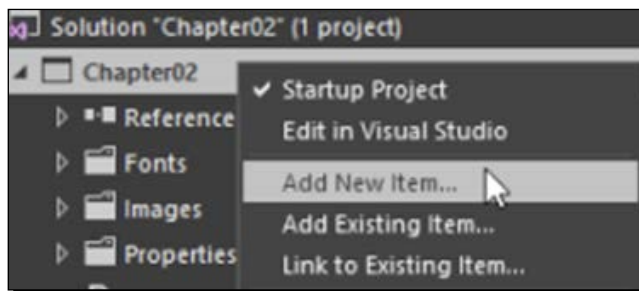 Solution "Chapter02" (1 project)
Chapter02
Startup Project
Reference
Edit in Visual Studio
Fonts
Add New Item...
Images
Add Existing Item...
Properties
Link to Existing Item...